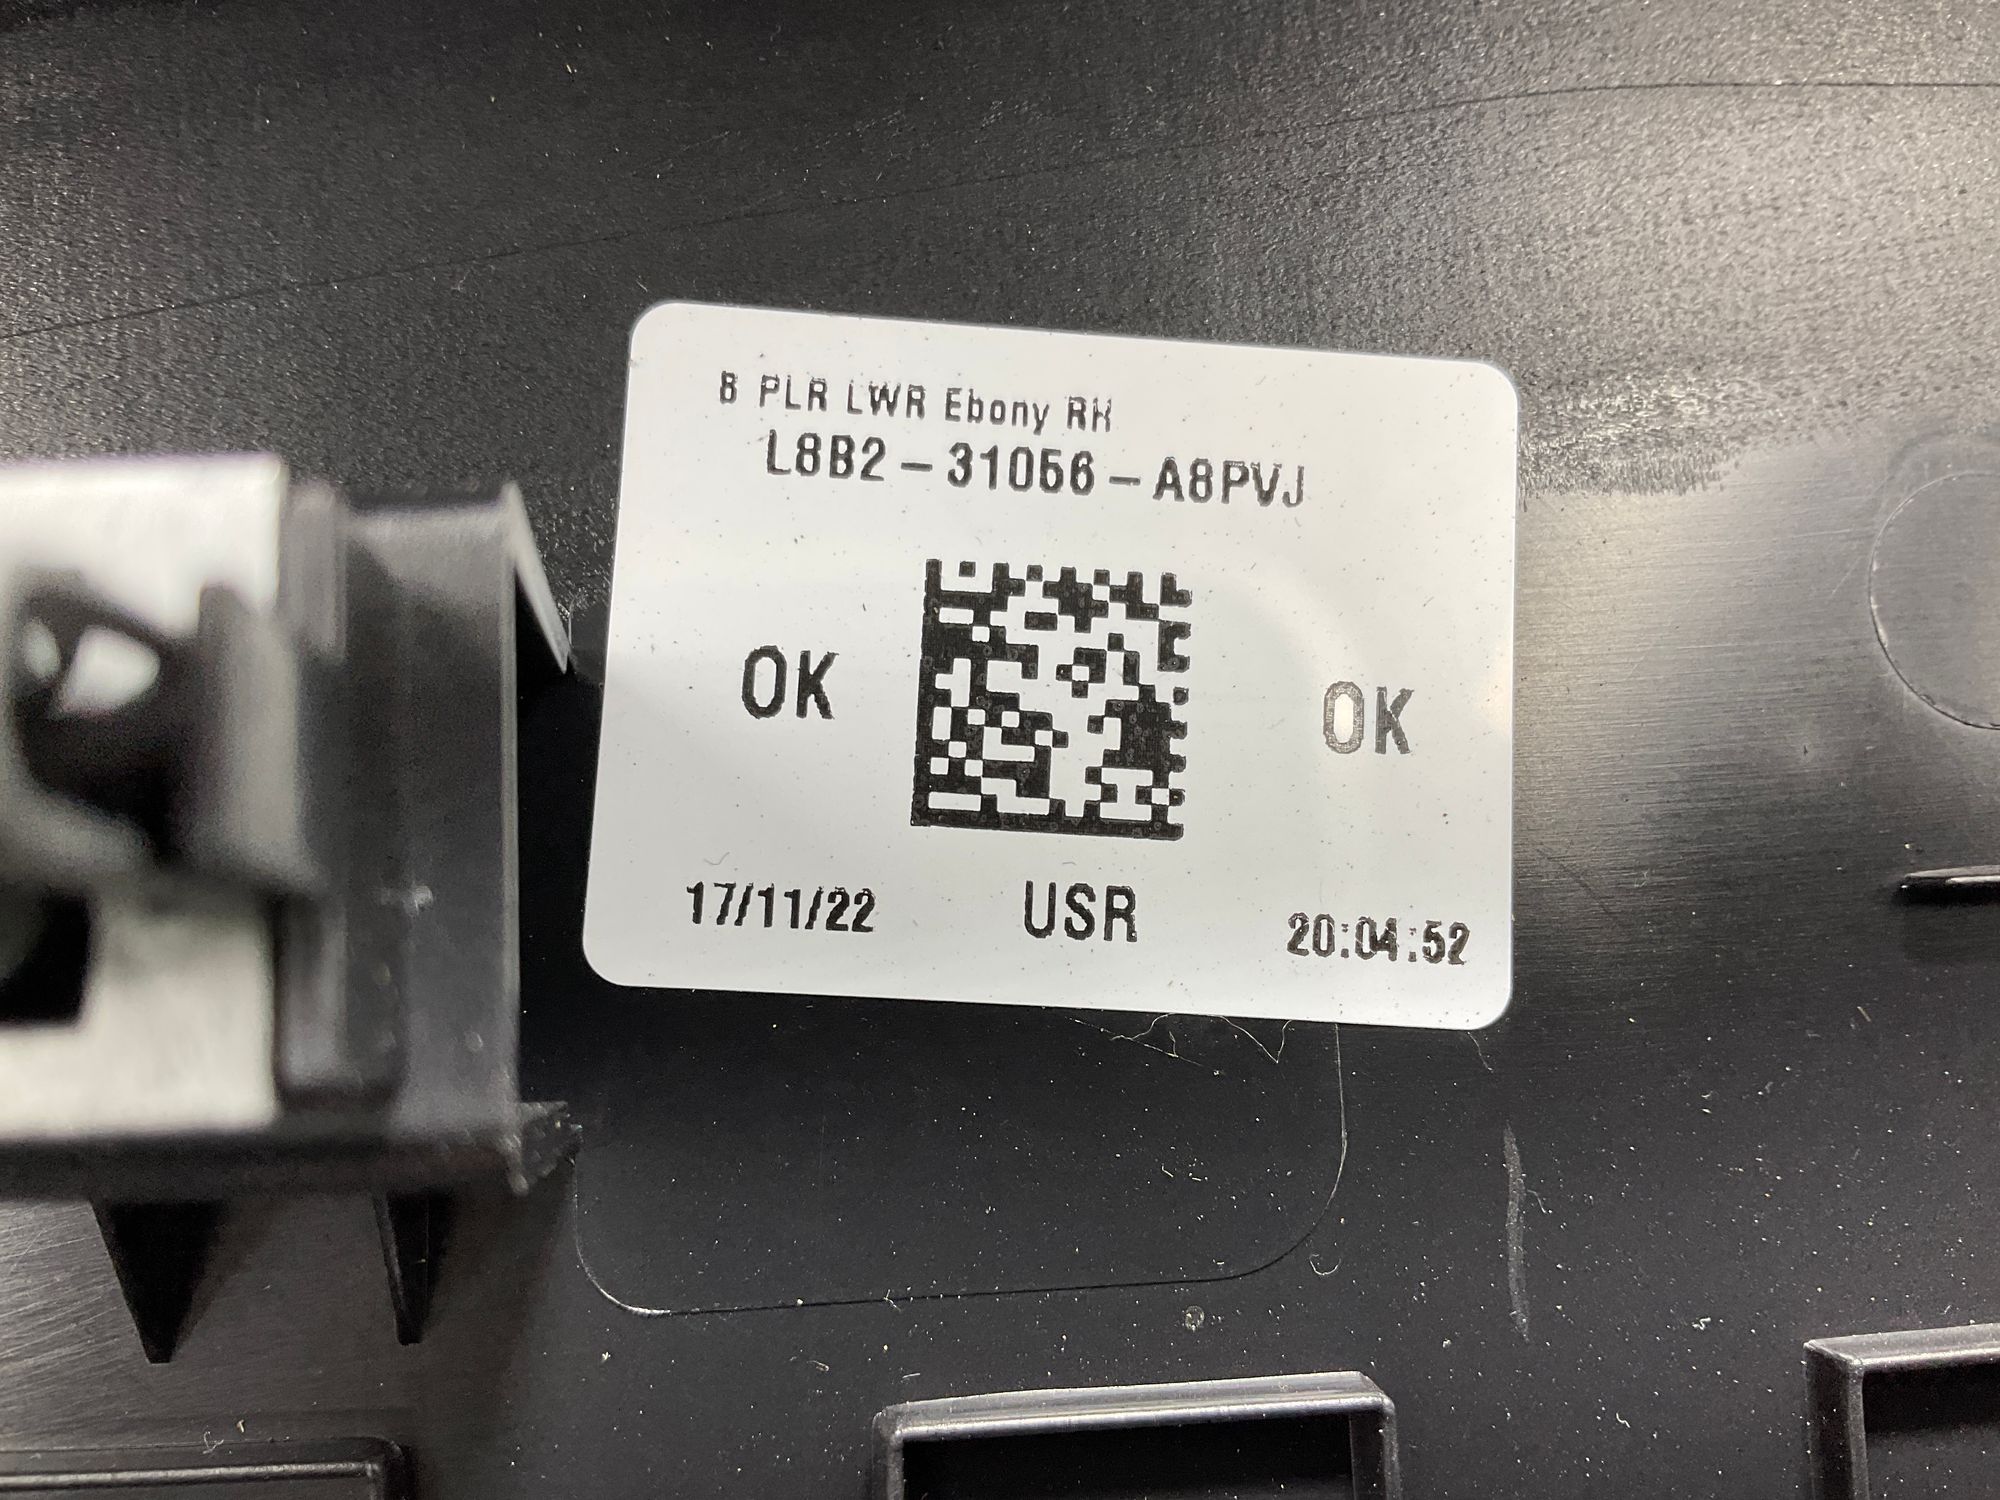 B PLR LWR Ebony RH
L8B2-31056-A8PVJ
OK OK
17/11/22 USR 20:04:52